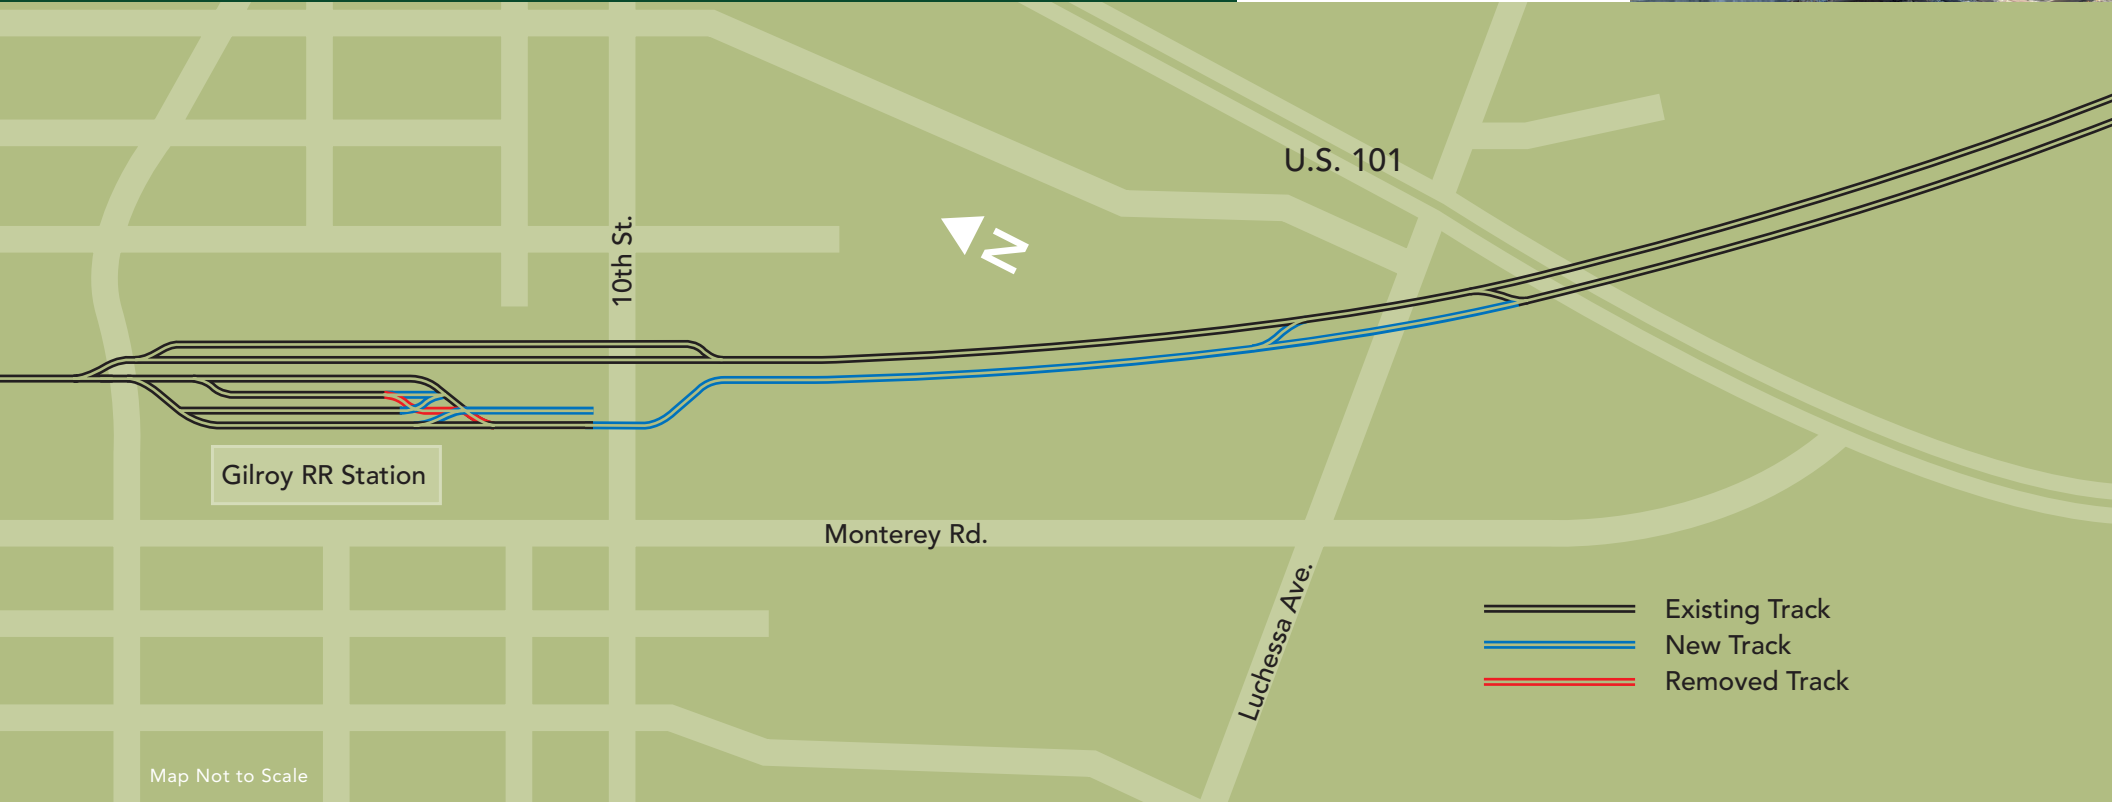 U.S. 101
10th St.
N
Gilroy RR Station
Monterey Rd.
Luchessa Ave.
Existing Track
New Track
Removed Track
Map Not to Scale